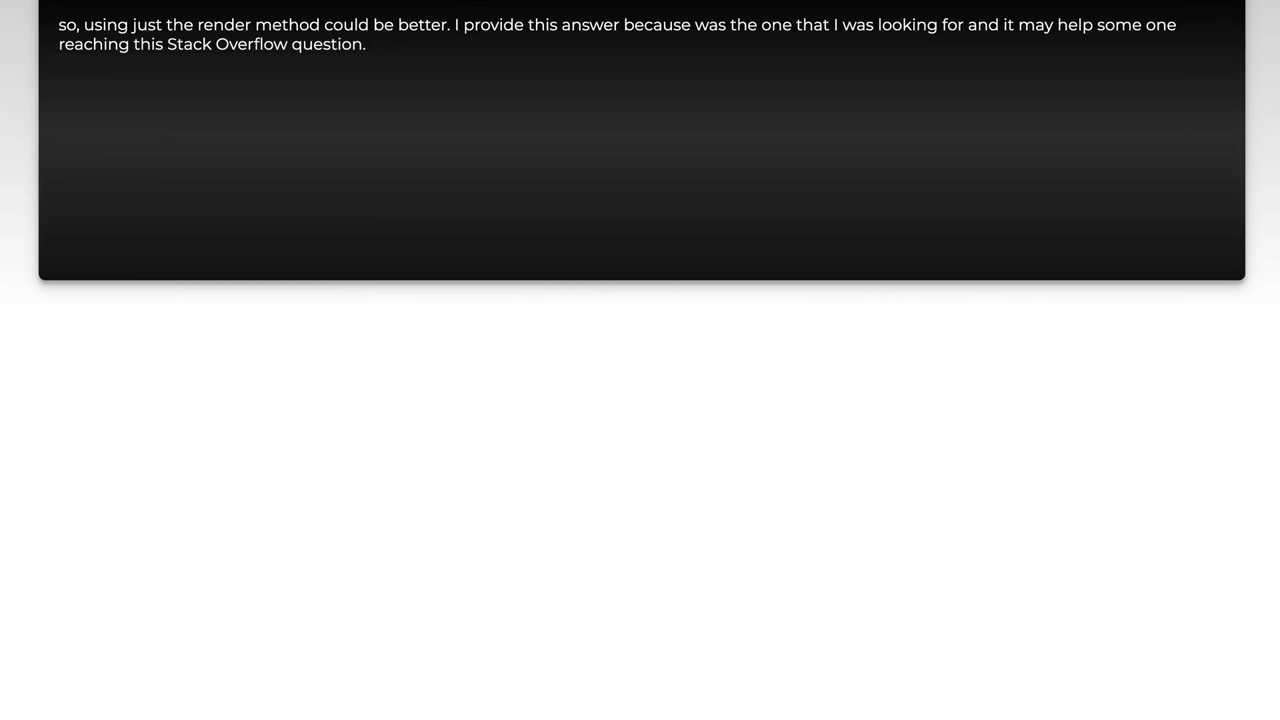 so, using just the render method could be better. I provide this answer because was the one that I was looking for and it may help some one
reaching this Stack Overflow question.